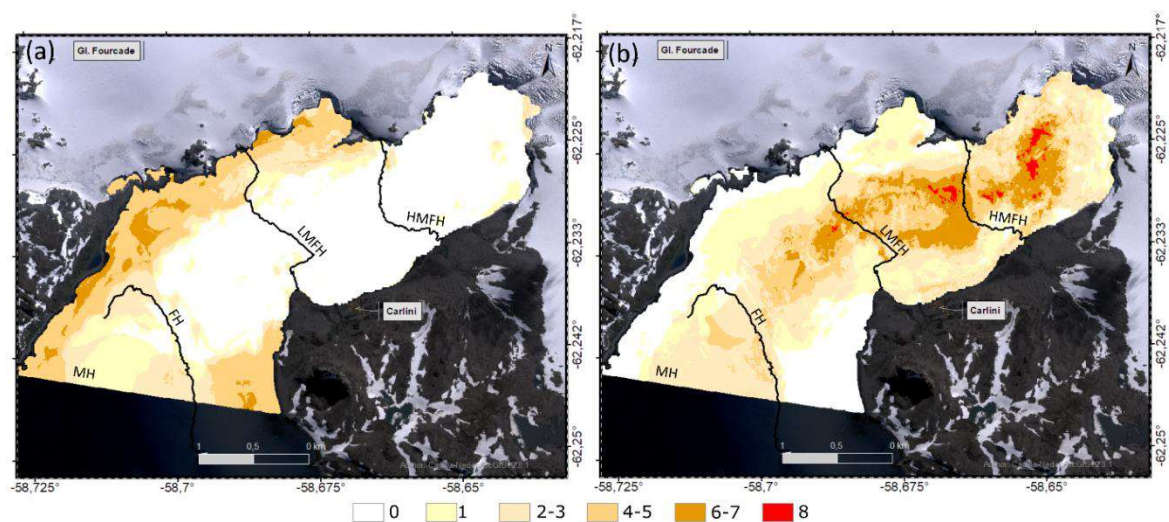 (a)
Gl. Fourcade
N
HMFH
LMFH
FH
Carlini
MH
1 0,5 0 km
-58,725° -58,7° -58,675° -58,65°
(b)
Gl. Fourcade
N
HMFH
LMFH
FH
Carlini
MH
1 0,5 0 km
-58,725° -58,7° -58,675° -58,65°
-62,217°
-62,225°
-62,233°
-62,242°
-62,25°
-62,217°
-62,225°
-62,233°
-62,242°
-62,25°
0 1 2-3 4-5 6-7 8